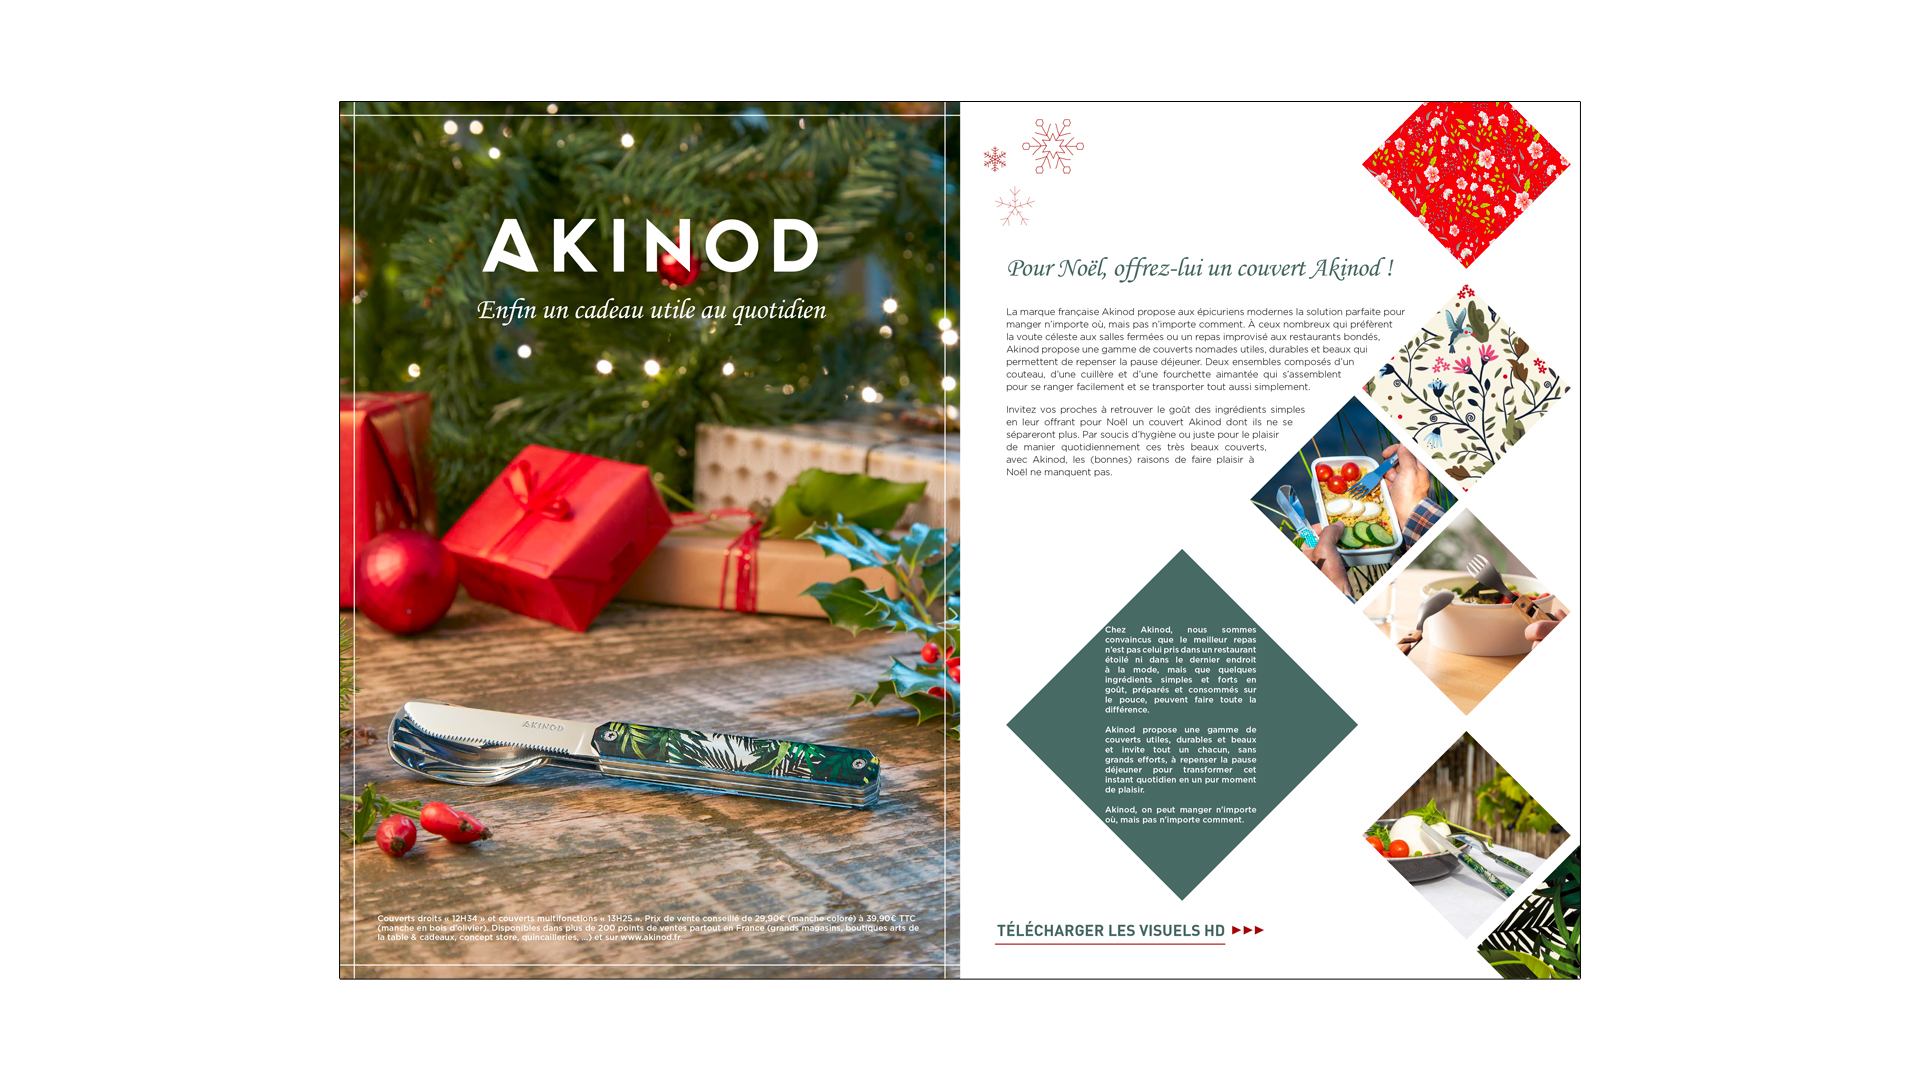 AKINOD
Enfin un cadeau utile au quotidien
AKINOD
Couverts droits « 12H34 » et couverts multifonctions « 13H25 ». Prix de vente conseillé de 29,90€ (manche coloré) à 39,90€ TTC
(manche en bois d'olivier). Disponibles dans plus de 200 points de ventes partout en France (grands magasins, boutiques arts de
la table & cadeaux, concept store, quincailleries, ...) et sur www.akinod.fr.
Pour Noël, offrez-lui un couvert Akinod !
La marque française Akinod propose aux épicuriens modernes la solution parfaite pour
manger n'importe où, mais pas n'importe comment. À ceux nombreux qui préfèrent
la voute céleste aux salles fermées ou un repas improvisé aux restaurants bondés,
Akinod propose une gamme de couverts nomades utiles, durables et beaux qui
permettent de repenser la pause déjeuner. Deux ensembles composés d'un
couteau, d'une cuillère et d'une fourchette aimantée qui s'assemblent
pour se ranger facilement et se transporter tout aussi simplement.
Invitez vos proches à retrouver le goût des ingrédients simples
en leur offrant pour Noël un couvert Akinod dont ils ne se
sépareront plus. Par soucis d'hygiène ou juste pour le plaisir
de manier quotidiennement ces très beaux couverts,
avec Akinod, les (bonnes) raisons de faire plaisir à
Noël ne manquent pas.
Chez Akinod, nous sommes
convaincus que le meilleur repas
n'est pas celui pris dans un restaurant
étoilé ni dans le dernier endroit
à la mode, mais que quelques
ingrédients simples et forts en
goût, préparés et consommés sur
le pouce, peuvent faire toute la
différence.
Akinod propose une gamme de
couverts utiles, durables et beaux
et invite tout un chacun, sans
grands efforts, à repenser la pause
déjeuner pour transformer cet
instant quotidien en un pur moment
de plaisir.
Akinod, on peut manger n'importe
où, mais pas n'importe comment.
TÉLÉCHARGER LES VISUELS HD